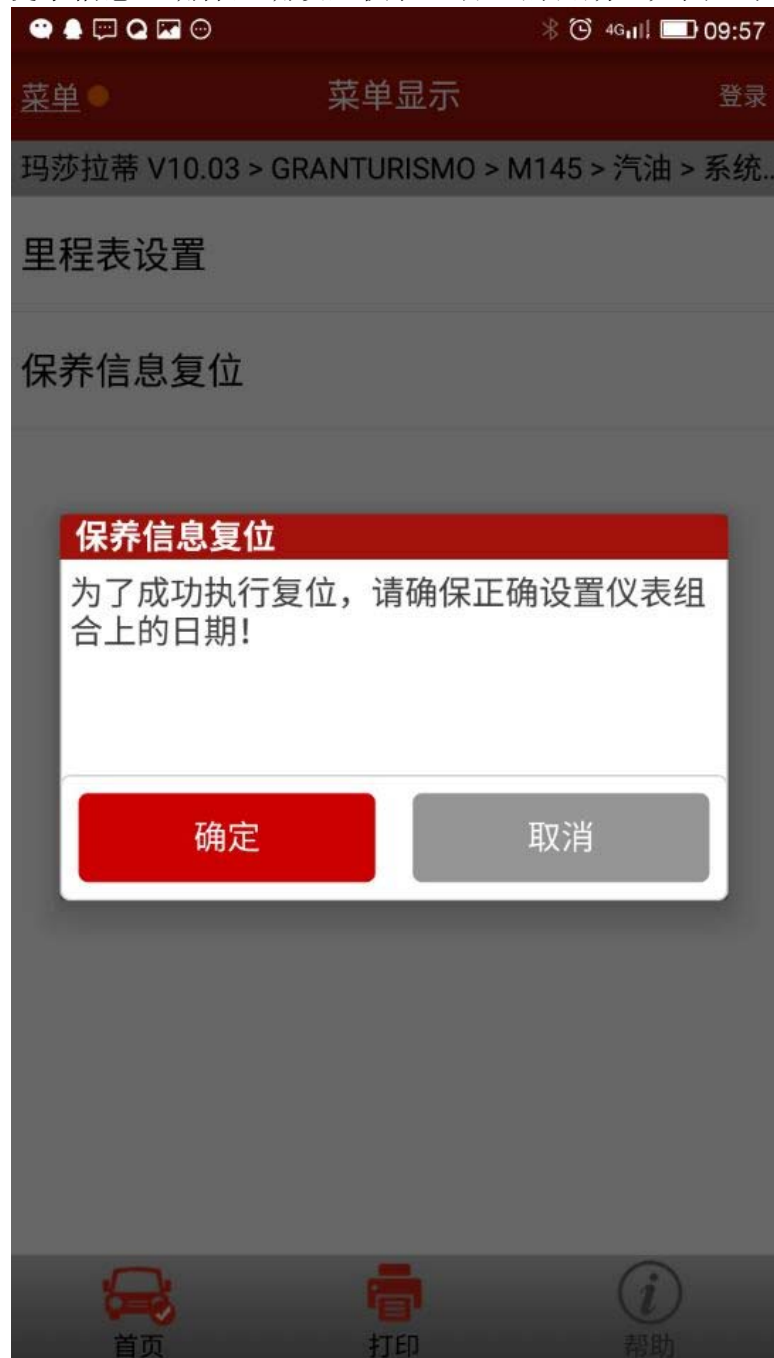 4G 09:57
菜单 菜单显示 登录
玛莎拉蒂 V10.03 > GRANTURISMO > M145 > 汽油 > 系统..
里程表设置
保养信息复位
保养信息复位
为了成功执行复位，请确保正确设置仪表组
合上的日期！
确定 取消
首页 打印 帮助